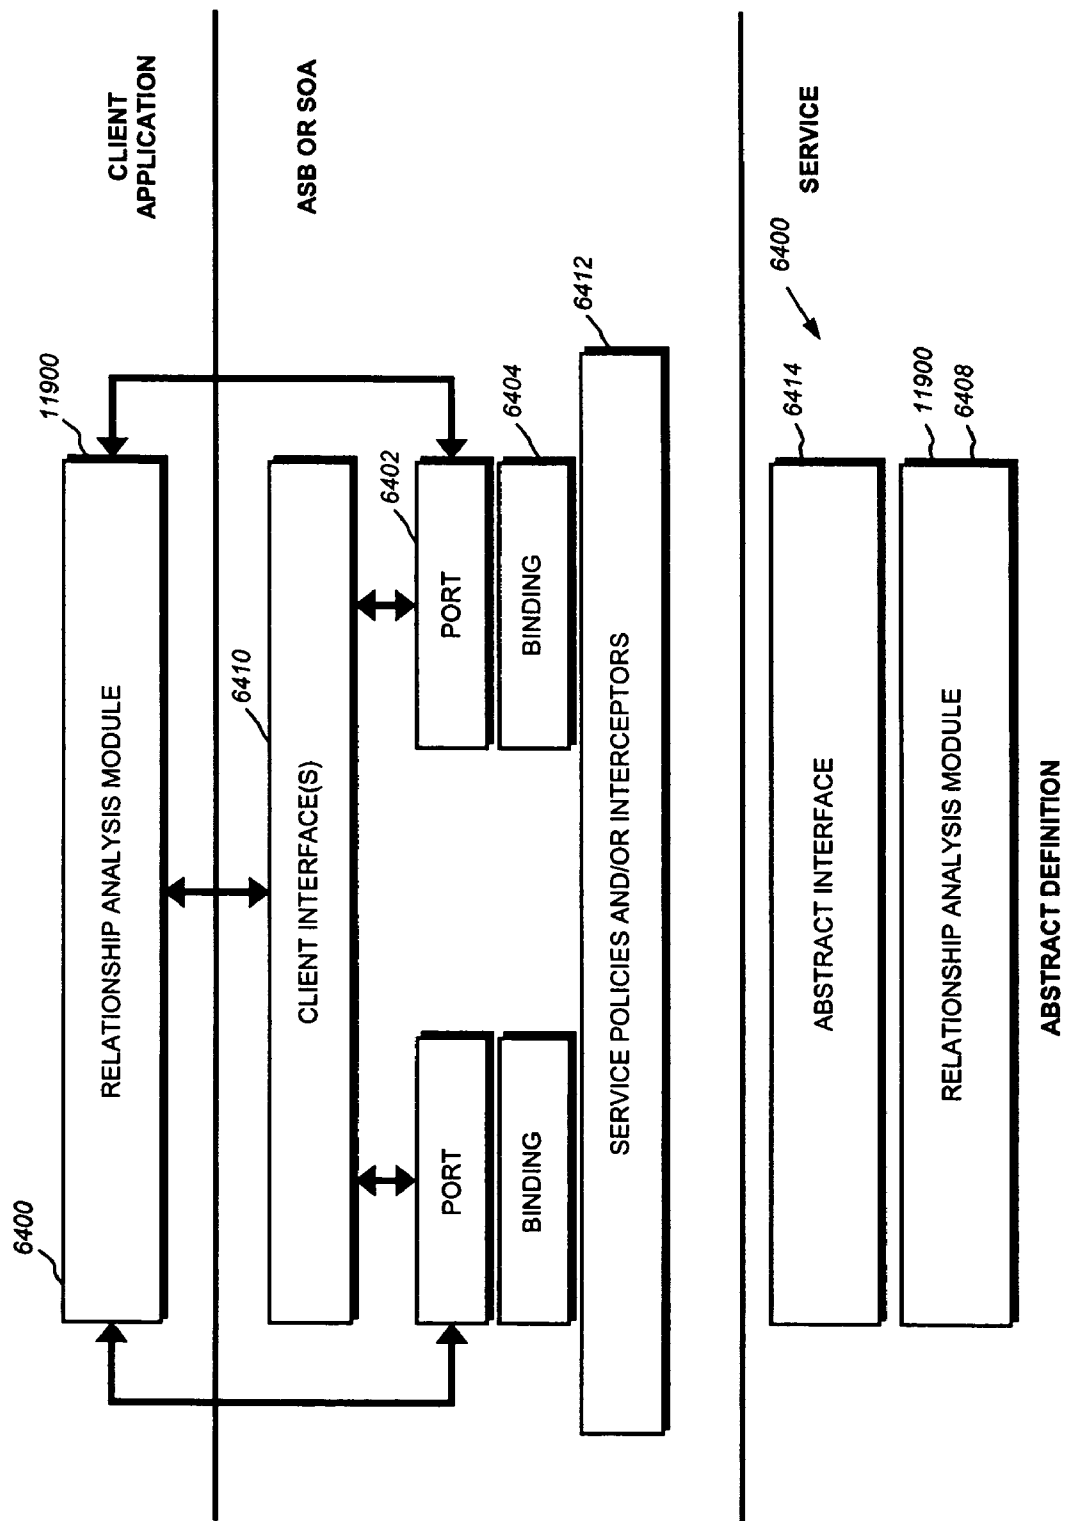 CLIENT
APPLICATION
11900
6400
RELATIONSHIP ANALYSIS MODULE
ASB OR SOA
6410
CLIENT INTERFACE(S)
6402
PORT
PORT
6404
BINDING
BINDING
6412
SERVICE POLICIES AND/OR INTERCEPTORS
SERVICE
6400
6414
ABSTRACT INTERFACE
11900
6408
RELATIONSHIP ANALYSIS MODULE
ABSTRACT DEFINITION